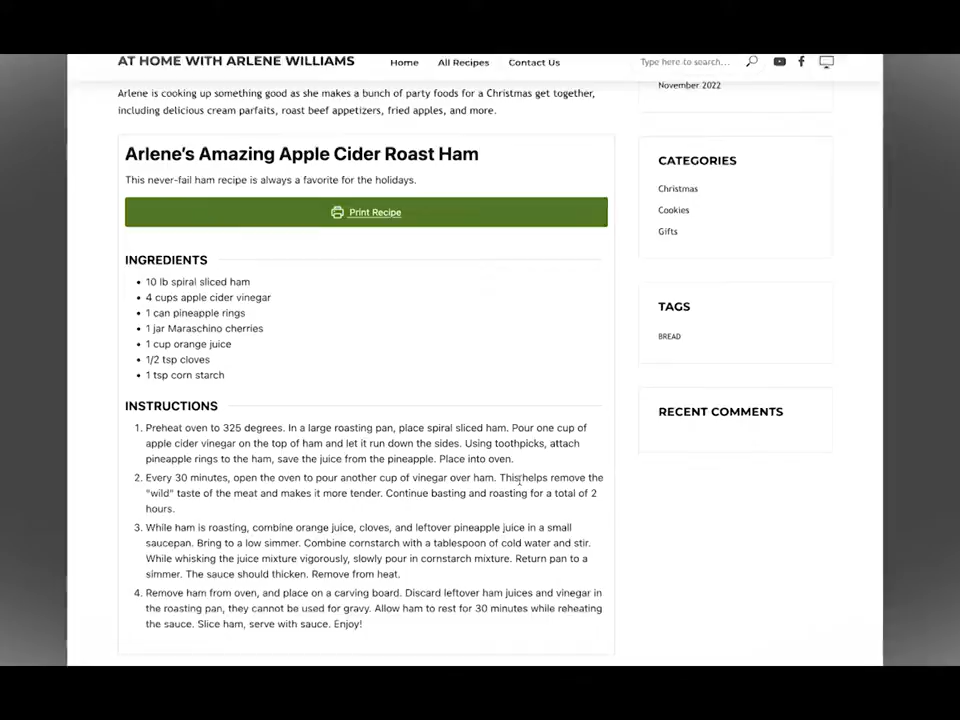 AT HOME WITH ARLENE WILLIAMS
Home All Recipes Contact Us
Type here to search...
Arlene is cooking up something good as she makes a bunch of party foods for a Christmas get together,
including delicious cream parfaits, roast beef appetizers, fried apples, and more.
Arlene's Amazing Apple Cider Roast Ham
This never-fail ham recipe is always a favorite for the holidays.
Print Recipe
INGREDIENTS
• 10 lb spiral sliced ham
• 4 cups apple cider vinegar
• 1 can pineapple rings
• 1 jar Maraschino cherries
• 1 cup orange juice
• 1/2 tsp cloves
• 1 tsp corn starch
INSTRUCTIONS
1. Preheat oven to 325 degrees. In a large roasting pan, place spiral sliced ham. Pour one cup of
apple cider vinegar on the top of ham and let it run down the sides. Using toothpicks, attach
pineapple rings to the ham, save the juice from the pineapple. Place into oven.
2. Every 30 minutes, open the oven to pour another cup of vinegar over ham. This helps remove the
"wild" taste of the meat and makes it more tender. Continue basting and roasting for a total of 2
hours.
3. While ham is roasting, combine orange juice, cloves, and leftover pineapple juice in a small
saucepan. Bring to a low simmer. Combine cornstarch with a tablespoon of cold water and stir.
While whisking the juice mixture vigorously, slowly pour in cornstarch mixture. Return pan to a
simmer. The sauce should thicken. Remove from heat.
4. Remove ham from oven, and place on a carving board. Discard leftover ham juices and vinegar in
the roasting pan, they cannot be used for gravy. Allow ham to rest for 30 minutes while reheating
the sauce. Slice ham, serve with sauce. Enjoy!
November 2022
CATEGORIES
Christmas
Cookies
Gifts
TAGS
BREAD
RECENT COMMENTS